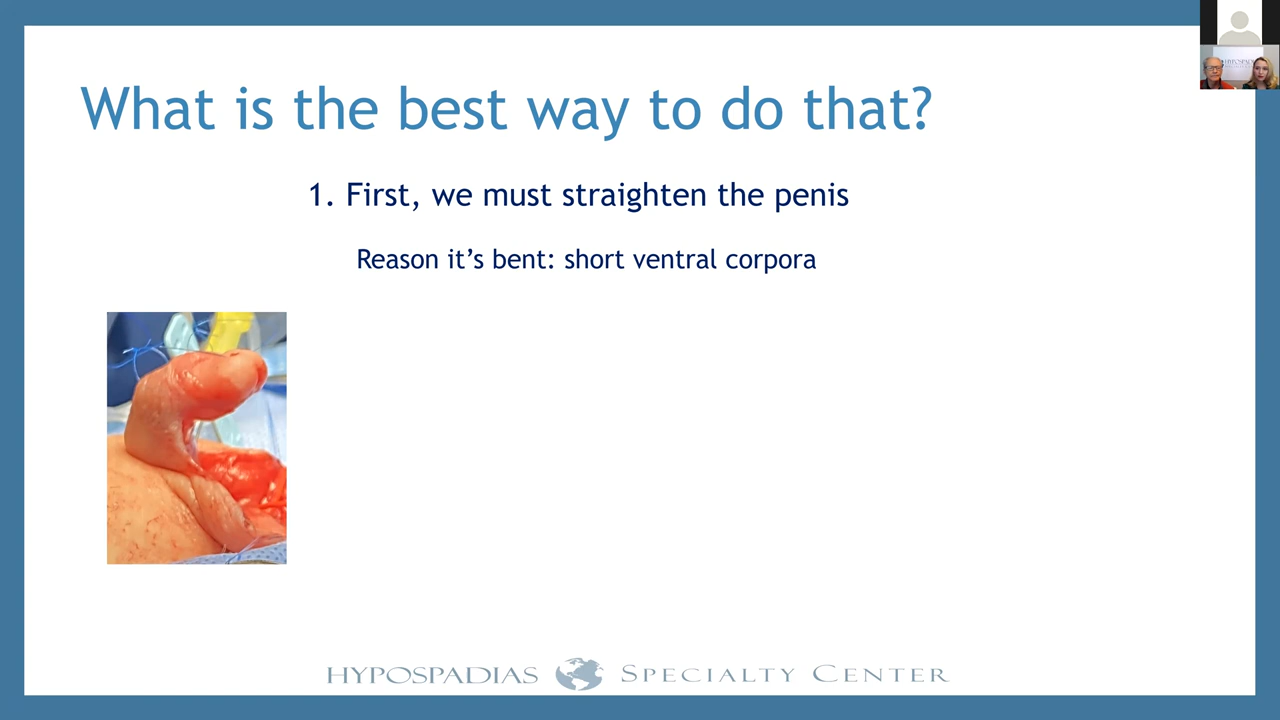 What is the best way to do that?
1. First, we must straighten the penis
Reason it's bent: short ventral corpora
HYPOSPADIAS SPECIALTY CENTER